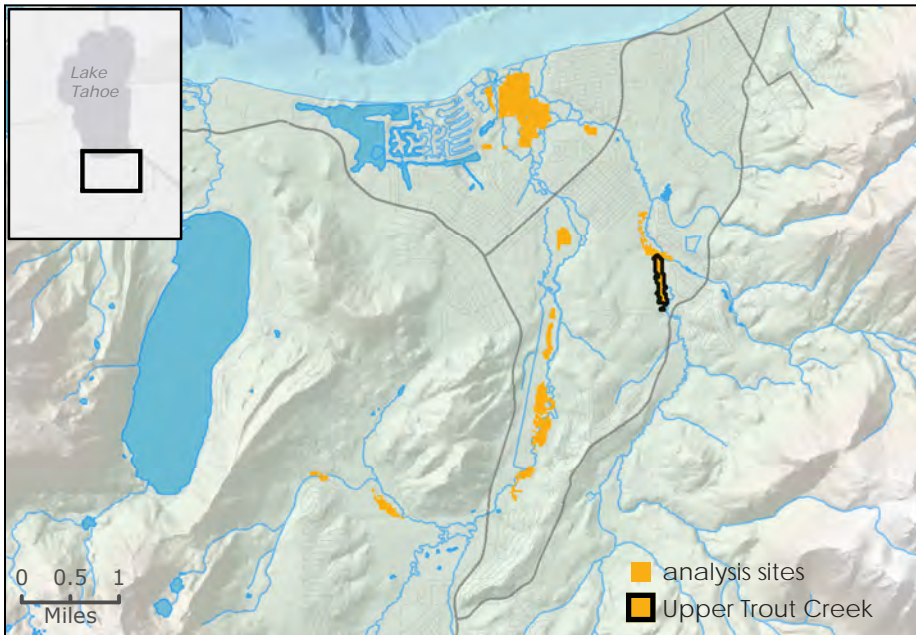 Lake
Tahoe
0 0.5 1
Miles
analysis sites
Upper Trout Creek